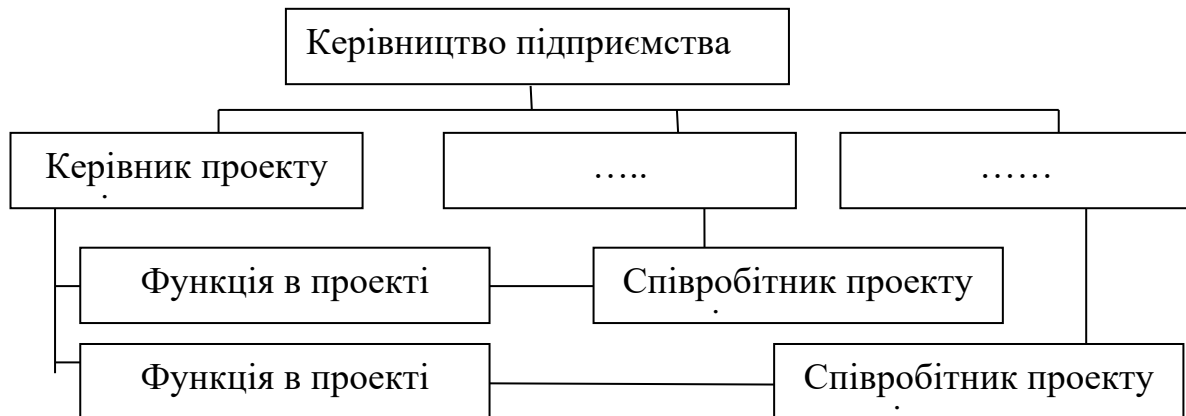 Керівництво підприємства
Керівник проекту
…..
……
Функція в проекті
Співробітник проекту
Функція в проекті
Співробітник проекту